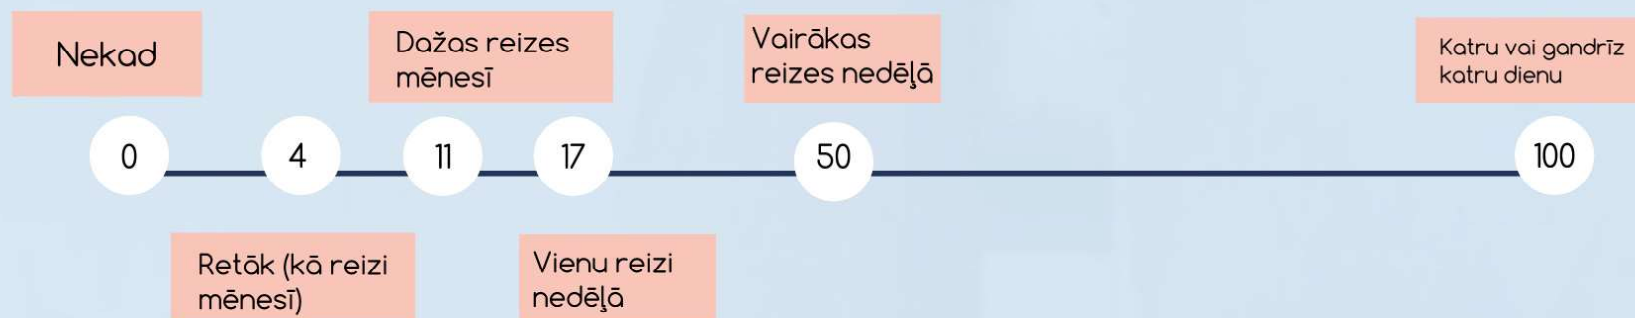 Nekad
Dažas reizes
mēnesī
Vairākas
reizes nedēļā
Katru vai gandrīz
katru dienu
0
4
11
17
50
100
Retāk (kā reizi
mēnesī)
Vienu reizi
nedēļā